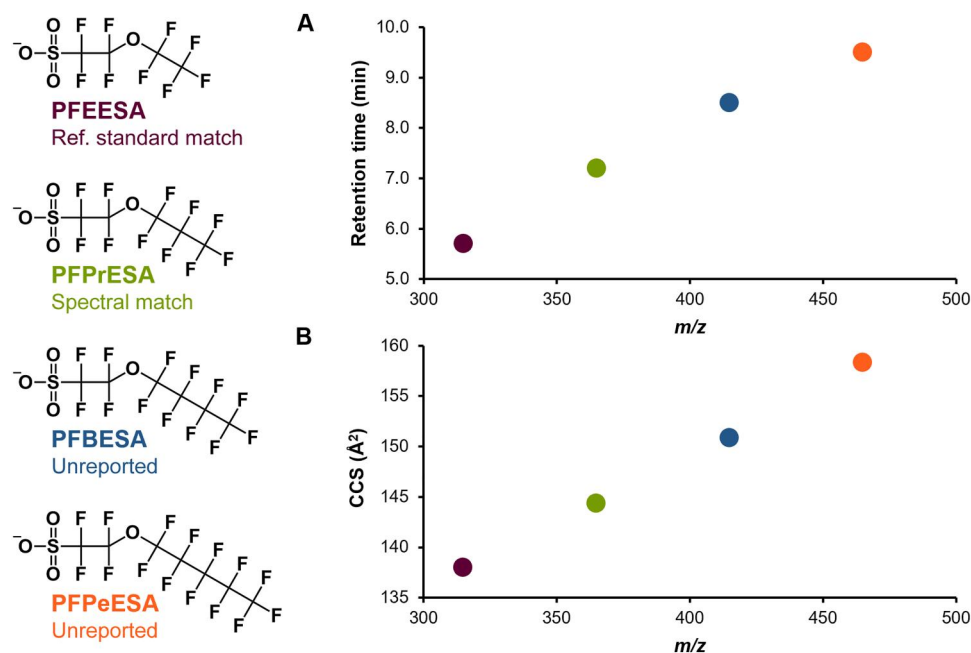 PFEESA
Ref. standard match
PFPrESA
Spectral match
PFBESA
Unreported
PFPeESA
Unreported
A
Retention time (min)
10.0
9.0
8.0
7.0
6.0
5.0
300
350
400
450
500
m/z
B
CCS (Å²)
160
155
150
145
140
135
300
350
400
450
500
m/z